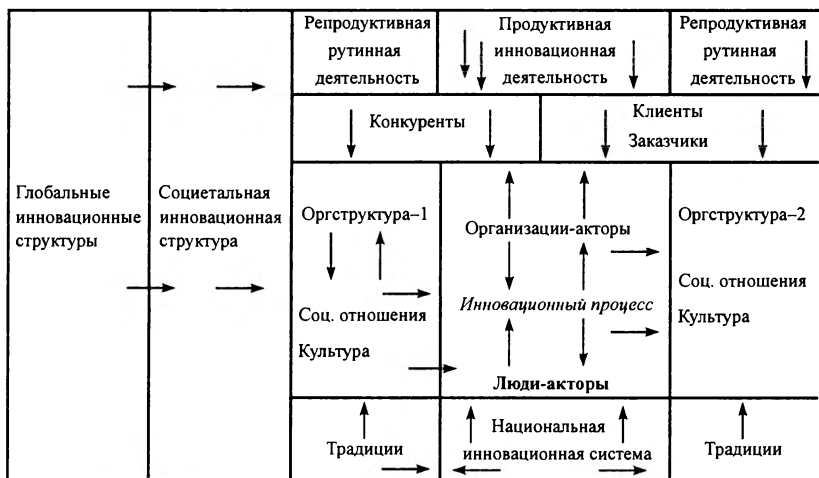 Репродуктивная
рутинная
деятельность
Продуктивная
инновационная
деятельность
Репродуктивная
рутинная
деятельность
Конкуренты
Клиенты
Заказчики
Глобальные
инновационные
структуры
Социетальная
инновационная
структура
Оргструктура–1
Соц. отношения
Культура
Организации-акторы
Инновационный процесс
Люди-акторы
Оргструктура–2
Соц. отношения
Культура
Традиции
Национальная
инновационная система
Традиции